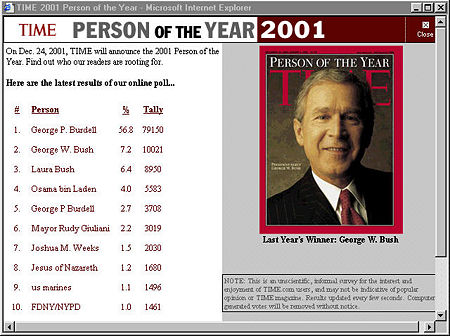 TIME 2001 Person of the Year - Microsoft Internet Explorer
TIME PERSON OF THE YEAR 2001
Close
On Dec. 24, 2001, TIME will announce the 2001 Person of the
Year. Find out who our readers are rooting for.
Here are the latest results of our online poll...
# Person % Tally
1. George P. Burdell 56.8 79150
2. George W. Bush 7.2 10021
3. Laura Bush 6.4 8950
4. Osama bin Laden 4.0 5583
5. George P Burdell 2.7 3708
6. Mayor Rudy Giuliani 2.2 3019
7. Joshua M. Weeks 1.5 2030
8. Jesus of Nazareth 1.2 1680
9. us marines 1.1 1496
10. FDNY/NYPD 1.0 1461
PERSON OF THE YEAR
TIME
PRESIDENT-ELECT
GEORGE W. BUSH
Last Year's Winner: George W. Bush
NOTE: This is an unscientific, informal survey for the interest and
enjoyment of TIME.com users, and may not be indicative of popular
opinion or TIME magazine. Results updated every few seconds. Computer
generated votes will be removed without notice.